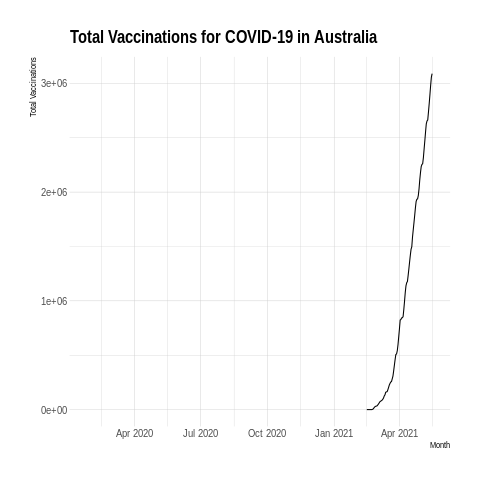 Total Vaccinations for COVID-19 in Australia
Total Vaccinations
3e+06
2e+06
1e+06
0e+00
Apr 2020 Jul 2020 Oct 2020 Jan 2021 Apr 2021
Month